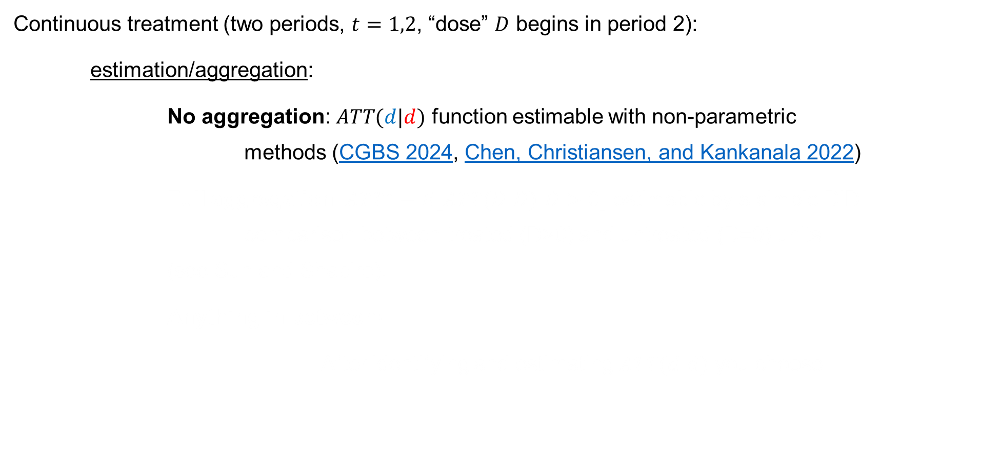 Continuous treatment (two periods, t = 1,2, “dose” D begins in period 2):
estimation/aggregation:
No aggregation: ATT(d|d) function estimable with non-parametric
methods (CGBS 2024, Chen, Christiansen, and Kankanala 2022)